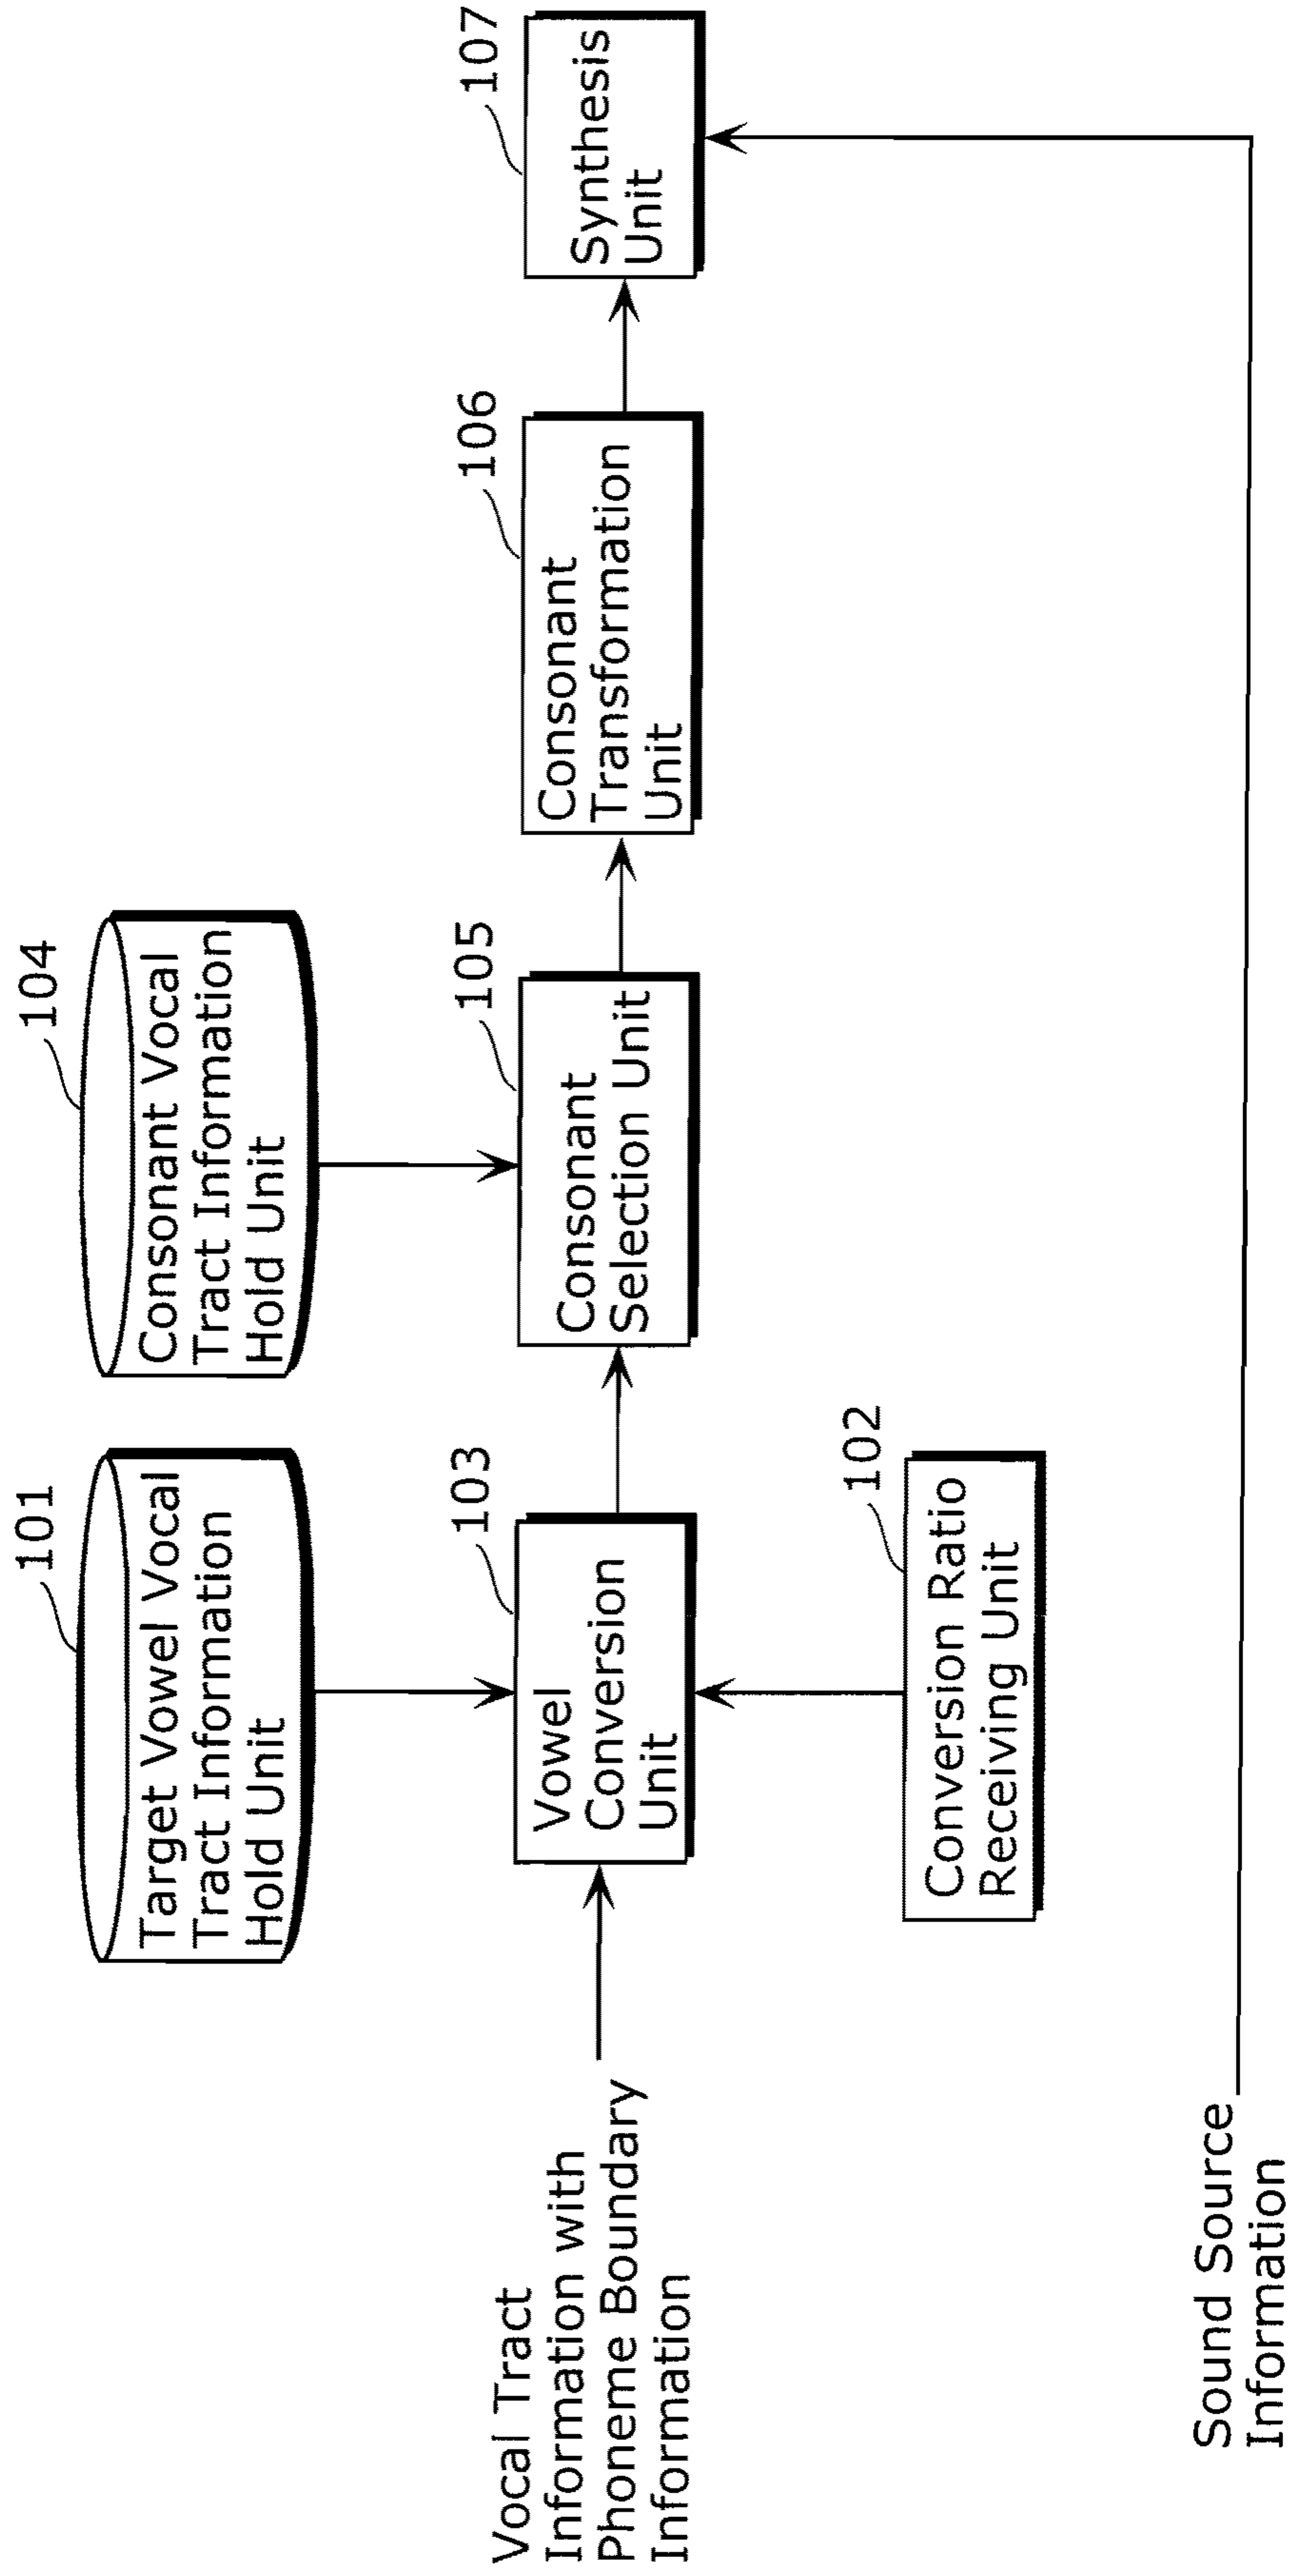 101
Target Vowel Vocal
Tract Information
Hold Unit
104
Consonant Vocal
Tract Information
Hold Unit
Vocal Tract
Information with
Phoneme Boundary
Information
103
Vowel
Conversion
Unit
105
Consonant
Selection Unit
106
Consonant
Transformation
Unit
107
Synthesis
Unit
102
Conversion Ratio
Receiving Unit
Sound Source
Information